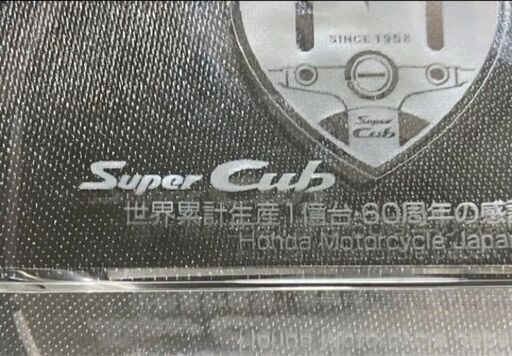 SINCE 1958
Super
Cub
Super Cub
世界累計生産1億台・60周年の感
Honda Motorcycle Japan